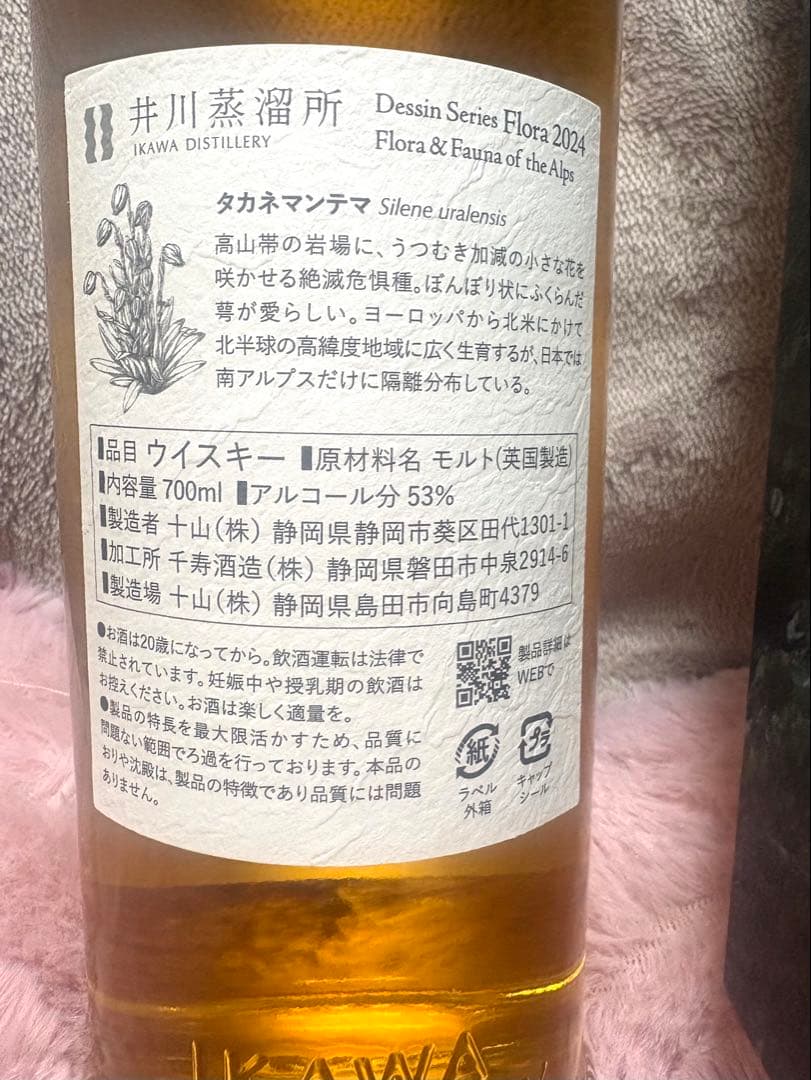 井川蒸溜所
IKAWA DISTILLERY
Dessin Series Flora 2024
Flora & Fauna of the Alps
タカネマンテマ Silene uralensis
高山帯の岩場に、うつむき加減の小さな花を
咲かせる絶滅危惧種。ぼんぼり状にふくらんだ
萼が愛らしい。ヨーロッパから北米にかけて
北半球の高緯度地域に広く生育するが、日本では
南アルプスだけに隔離分布している。
品目 ウイスキー 原材料名 モルト(英国製造)
内容量 700ml アルコール分 53%
製造者 十山(株) 静岡県静岡市葵区田代1301-1
加工所 千寿酒造(株) 静岡県磐田市中泉2914-6
製造場 十山(株) 静岡県島田市向島町4379
●お酒は20歳になってから。飲酒運転は法律で
禁止されています。妊娠中や授乳期の飲酒は
お控えください。お酒は楽しく適量を。
●製品の特長を最大限活かすため、品質に
問題ない範囲でろ過を行っております。本品の
おりや沈殿は、製品の特徴であり品質には問題
ありません。
製品詳細は
WEBで
紙
ラベル
外箱
プラ
キャップ
シール
IKAWA